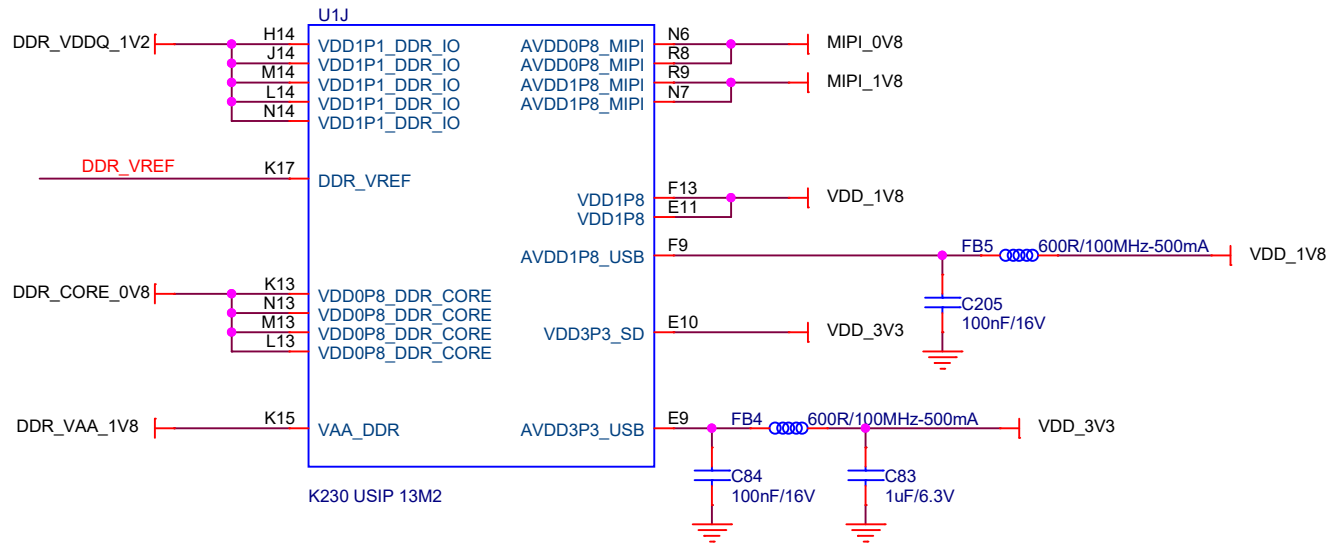 U1J
DDR_VDDQ_1V2 H14 VDD1P1_DDR_IO AVDD0P8_MIPI N6 MIPI_0V8
J14 VDD1P1_DDR_IO AVDD0P8_MIPI R8
M14 VDD1P1_DDR_IO AVDD1P8_MIPI R9 MIPI_1V8
L14 VDD1P1_DDR_IO AVDD1P8_MIPI N7
N14 VDD1P1_DDR_IO
DDR_VREF K17 DDR_VREF
VDD1P8 F13 VDD_1V8
VDD1P8 E11
AVDD1P8_USB F9 FB5 600R/100MHz-500mA VDD_1V8
C205
100nF/16V
DDR_CORE_0V8 K13 VDD0P8_DDR_CORE
N13 VDD0P8_DDR_CORE
M13 VDD0P8_DDR_CORE VDD3P3_SD E10 VDD_3V3
L13 VDD0P8_DDR_CORE
DDR_VAA_1V8 K15 VAA_DDR AVDD3P3_USB E9 FB4 600R/100MHz-500mA VDD_3V3
C84
100nF/16V
C83
1uF/6.3V
K230 USIP 13M2